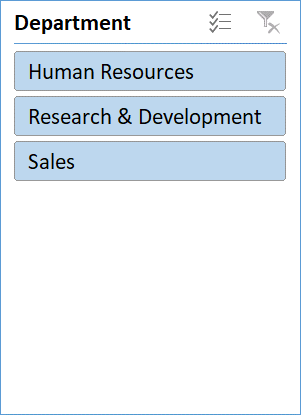 Department
Human Resources
Research & Development
Sales